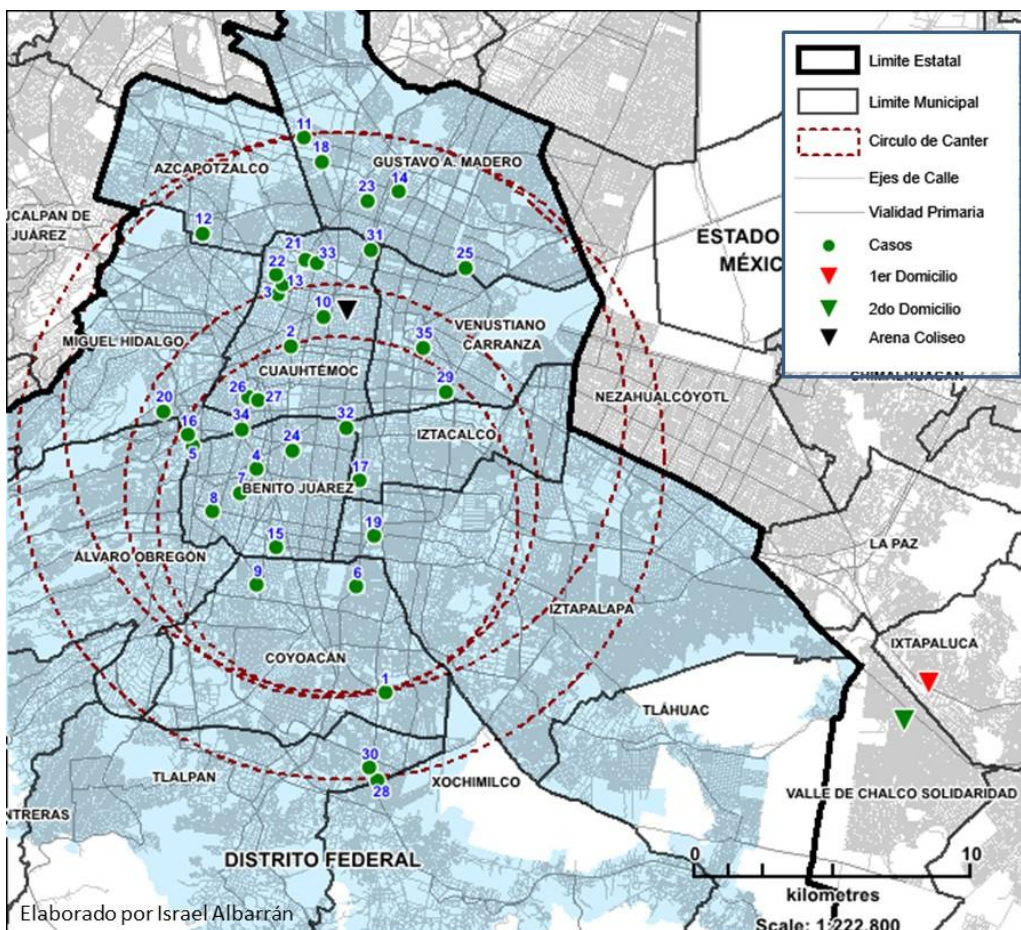 Limite Estatal
Limite Municipal
Circulo de Canter
Ejes de Calle
Vialidad Primaria
Casos
1er Domicilio
2do Domicilio
Arena Coliseo
11
AZCAPOTZALCO
18
GUSTAVO A. MADERO
14
23
12
UCALPAN DE
JUÁREZ
21
33
31
22
13
3
25
ESTADO
MÉXIC
10
MIGUEL HIDALGO
2
35
VENUSTIANO
CARRANZA
CUAUHTÉMOC
26
27
29
NEZAHUALCÓYOTL
20
16
5
34
32
IZTACALCO
24
4
7
BENITO JUÁREZ
17
8
15
19
LA PAZ
ÁLVARO OBREGÓN
9
6
IZTAPALAPA
COYOACÁN
1
IXTAPALUCA
TLÁHUAC
30
28
TLALPAN
XOCHIMILCO
VALLE DE CHALCO SOLIDARIDAD
NTRERAS
DISTRITO FEDERAL
0
10
kilometres
Scale: 1:222,800
Elaborado por Israel Albarrán